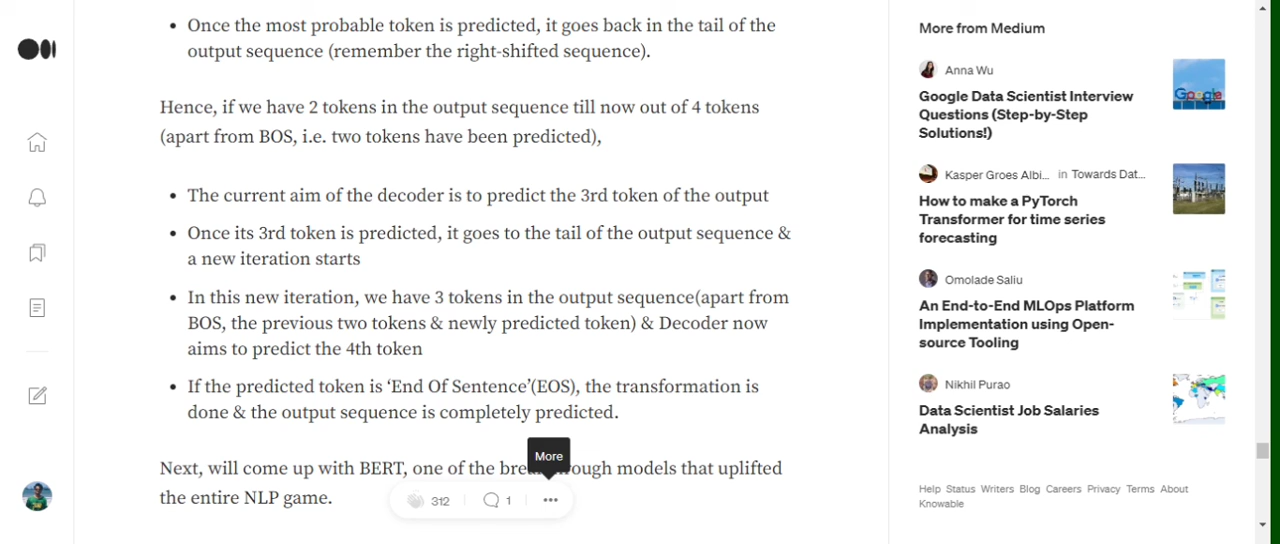 Once the most probable token is predicted, it goes back in the tail of the
output sequence (remember the right-shifted sequence).
Hence, if we have 2 tokens in the output sequence till now out of 4 tokens
(apart from BOS, i.e. two tokens have been predicted),
The current aim of the decoder is to predict the 3rd token of the output
Once its 3rd token is predicted, it goes to the tail of the output sequence &
a new iteration starts
In this new iteration, we have 3 tokens in the output sequence(apart from
BOS, the previous two tokens & newly predicted token) & Decoder now
aims to predict the 4th token
If the predicted token is ‘End Of Sentence’(EOS), the transformation is
done & the output sequence is completely predicted.
More
Next, will come up with BERT, one of the models that uplifted
the entire NLP game.
312
1
More from Medium
Anna Wu
Google Data Scientist Interview
Questions (Step-by-Step
Solutions!)
Google
Kasper Groes Albi... in Towards Dat...
How to make a PyTorch
Transformer for time series
forecasting
Omolade Saliu
An End-to-End MLOps Platform
Implementation using Open-
source Tooling
Nikhil Purao
Data Scientist Job Salaries
Analysis
Help Status Writers Blog Careers Privacy Terms About
Knowable